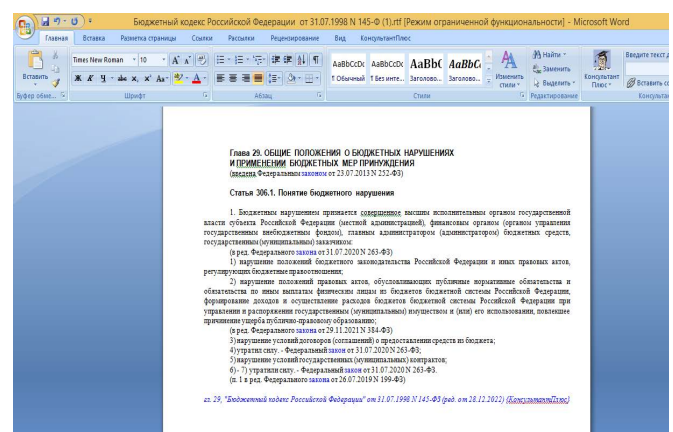 Бюджетный кодекс Российской Федерации от 31.07.1998 N 145-Ф (1).rtf [Режим ограниченной функциональности] - Microsoft Word
Главная Вставка Разметка страницы Ссылки Рассылки Рецензирование Вид КонсультантПлюс
Вставить
Times New Roman 10
Ж К Ч abc x, x² Aa
AaBbCcDc AaBbCcDc AaBbC AaBbCc
¶ Обычный ¶ Без инте... Заголово... Заголово...
Изменить стили
Найти
Заменить
Выделить
Консультант Плюс
Введите текст д
Вставить сс
Буфер обме... Шрифт Абзац Стили Редактирование Консультан
Глава 29. ОБЩИЕ ПОЛОЖЕНИЯ О БЮДЖЕТНЫХ НАРУШЕНИЯХ
И ПРИМЕНЕНИИ БЮДЖЕТНЫХ МЕР ПРИНУЖДЕНИЯ
(введена Федеральным законом от 23.07.2013 N 252-ФЗ)
Статья 306.1. Понятие бюджетного нарушения
1. Бюджетным нарушением признается совершенное высшим исполнительным органом государственной
власти субъекта Российской Федерации (местной администрацией), финансовым органом (органом управления
государственным внебюджетным фондом), главным администратором (администратором) бюджетных средств,
государственным (муниципальным) заказчиком:
(в ред. Федерального закона от 31.07.2020 N 263-ФЗ)
1) нарушение положений бюджетного законодательства Российской Федерации и иных правовых актов,
регулирующих бюджетные правоотношения;
2) нарушение положений правовых актов, обусловливающих публичные нормативные обязательства и
обязательства по иным выплатам физическим лицам из бюджетов бюджетной системы Российской Федерации,
формирование доходов и осуществление расходов бюджетов бюджетной системы Российской Федерации при
управлении и распоряжении государственным (муниципальным) имуществом и (или) его использовании, повлекшее
причинение ущерба публично-правовому образованию;
(в ред. Федерального закона от 29.11.2021 N 384-ФЗ)
3) нарушение условий договоров (соглашений) о предоставлении средств из бюджета;
4) утратил силу. - Федеральный закон от 31.07.2020 N 263-ФЗ;
5) нарушение условий государственных (муниципальных) контрактов;
6) - 7) утратили силу. - Федеральный закон от 31.07.2020 N 263-ФЗ.
(п. 1 в ред. Федерального закона от 26.07.2019 N 199-ФЗ)
гл. 29, "Бюджетный кодекс Российской Федерации" от 31.07.1998 N 145-ФЗ (ред. от 28.12.2022) {КонсультантПлюс}